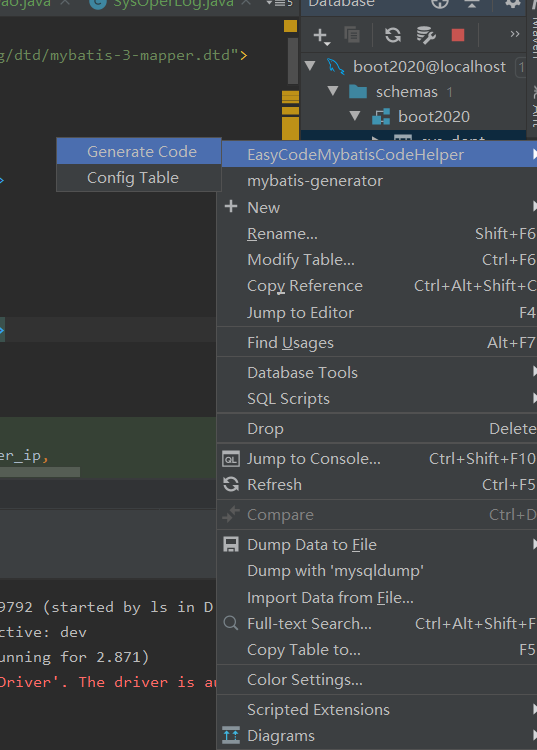 SysOperLog.java
Database
g/dtd/mybatis-3-mapper.dtd">
boot2020@localhost 1
schemas 1
boot2020
Generate Code
Config Table
EasyCodeMybatisCodeHelper
mybatis-generator
New
Rename... Shift+F6
Modify Table... Ctrl+F6
Copy Reference Ctrl+Alt+Shift+C
Jump to Editor F4
Find Usages Alt+F7
Database Tools
SQL Scripts
Drop Delete
er_ip,
QL Jump to Console... Ctrl+Shift+F10
Refresh Ctrl+F5
Compare Ctrl+D
Dump Data to File
Dump with 'mysqldump'
Import Data from File...
Full-text Search... Ctrl+Alt+Shift+F
Copy Table to... F5
Color Settings...
Scripted Extensions
Diagrams
9792 (started by ls in D
ctive: dev
unning for 2.871)
Driver'. The driver is au